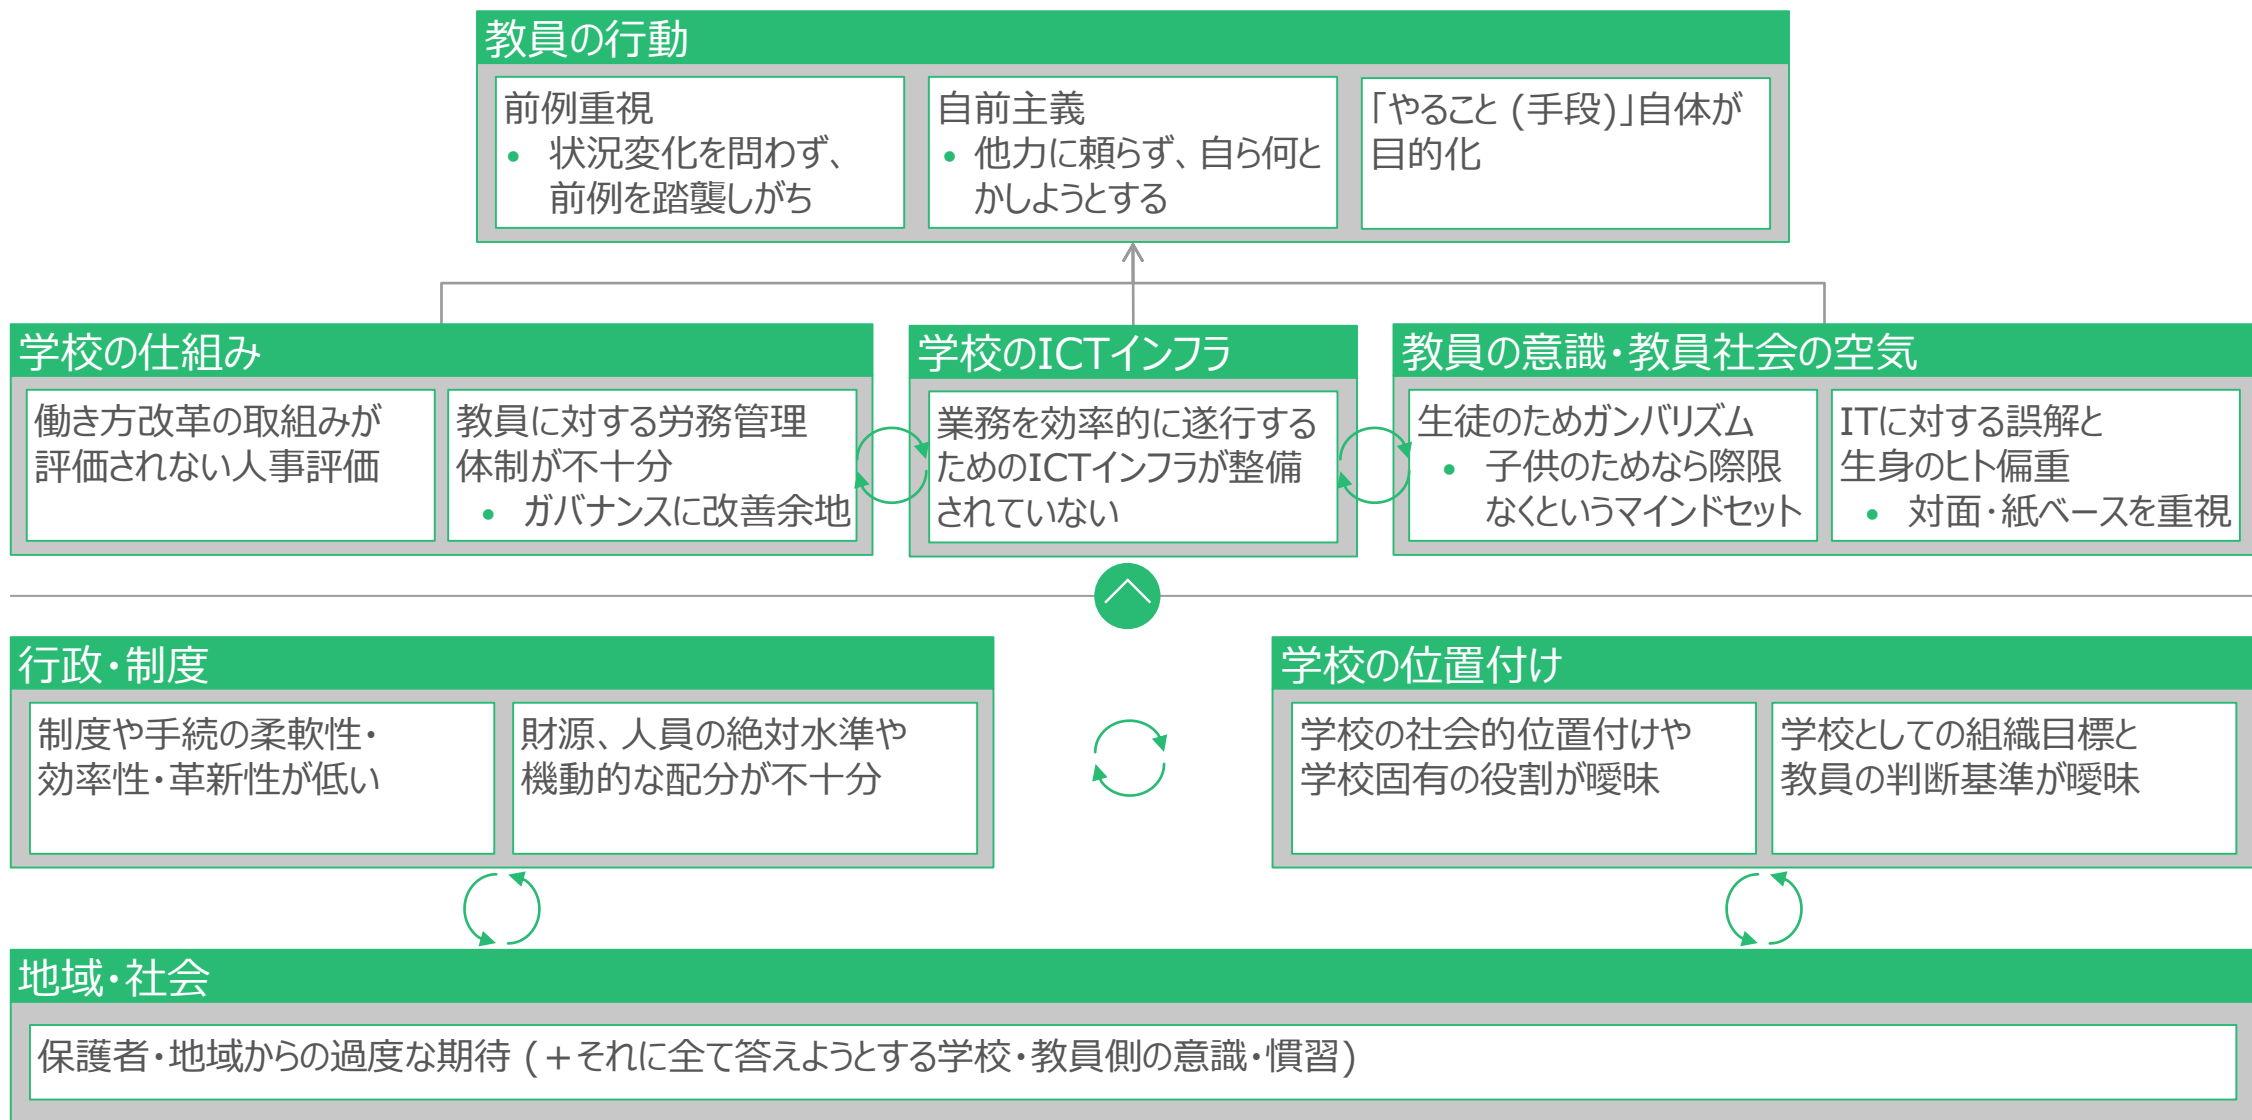 教員の行動
前例重視
• 状況変化を問わず、
前例を踏襲しがち
自前主義
• 他力に頼らず、自ら何と
かしようとする
「やること (手段)」自体が
目的化
学校の仕組み
働き方改革の取組みが
評価されない人事評価
教員に対する労務管理
体制が不十分
• ガバナンスに改善余地
学校のICTインフラ
業務を効率的に遂行する
ためのICTインフラが整備
されていない
教員の意識・教員社会の空気
生徒のためガンバリズム
• 子供のためなら際限
なくというマインドセット
ITに対する誤解と
生身のヒト偏重
• 対面・紙ベースを重視
行政・制度
制度や手続の柔軟性・
効率性・革新性が低い
財源、人員の絶対水準や
機動的な配分が不十分
学校の位置付け
学校の社会的位置付けや
学校固有の役割が曖昧
学校としての組織目標と
教員の判断基準が曖昧
地域・社会
保護者・地域からの過度な期待 (＋それに全て答えようとする学校・教員側の意識・慣習)